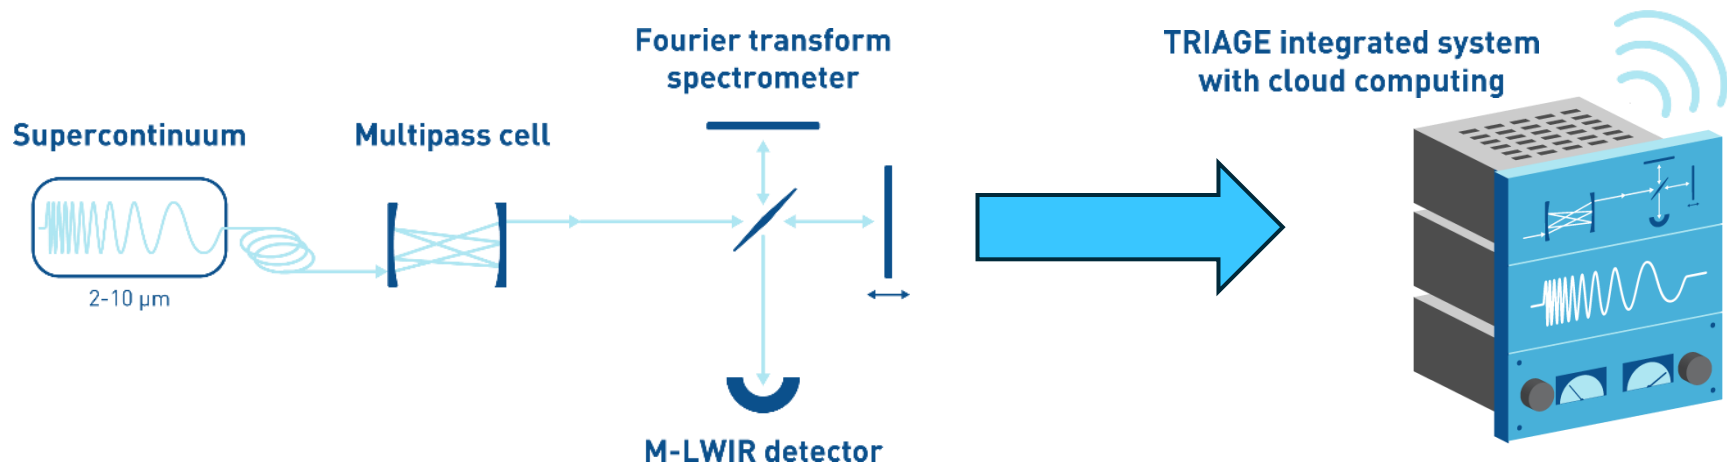 Supercontinuum
2-10 µm
Multipass cell
Fourier transform
spectrometer
M-LWIR detector
TRIAGE integrated system
with cloud computing